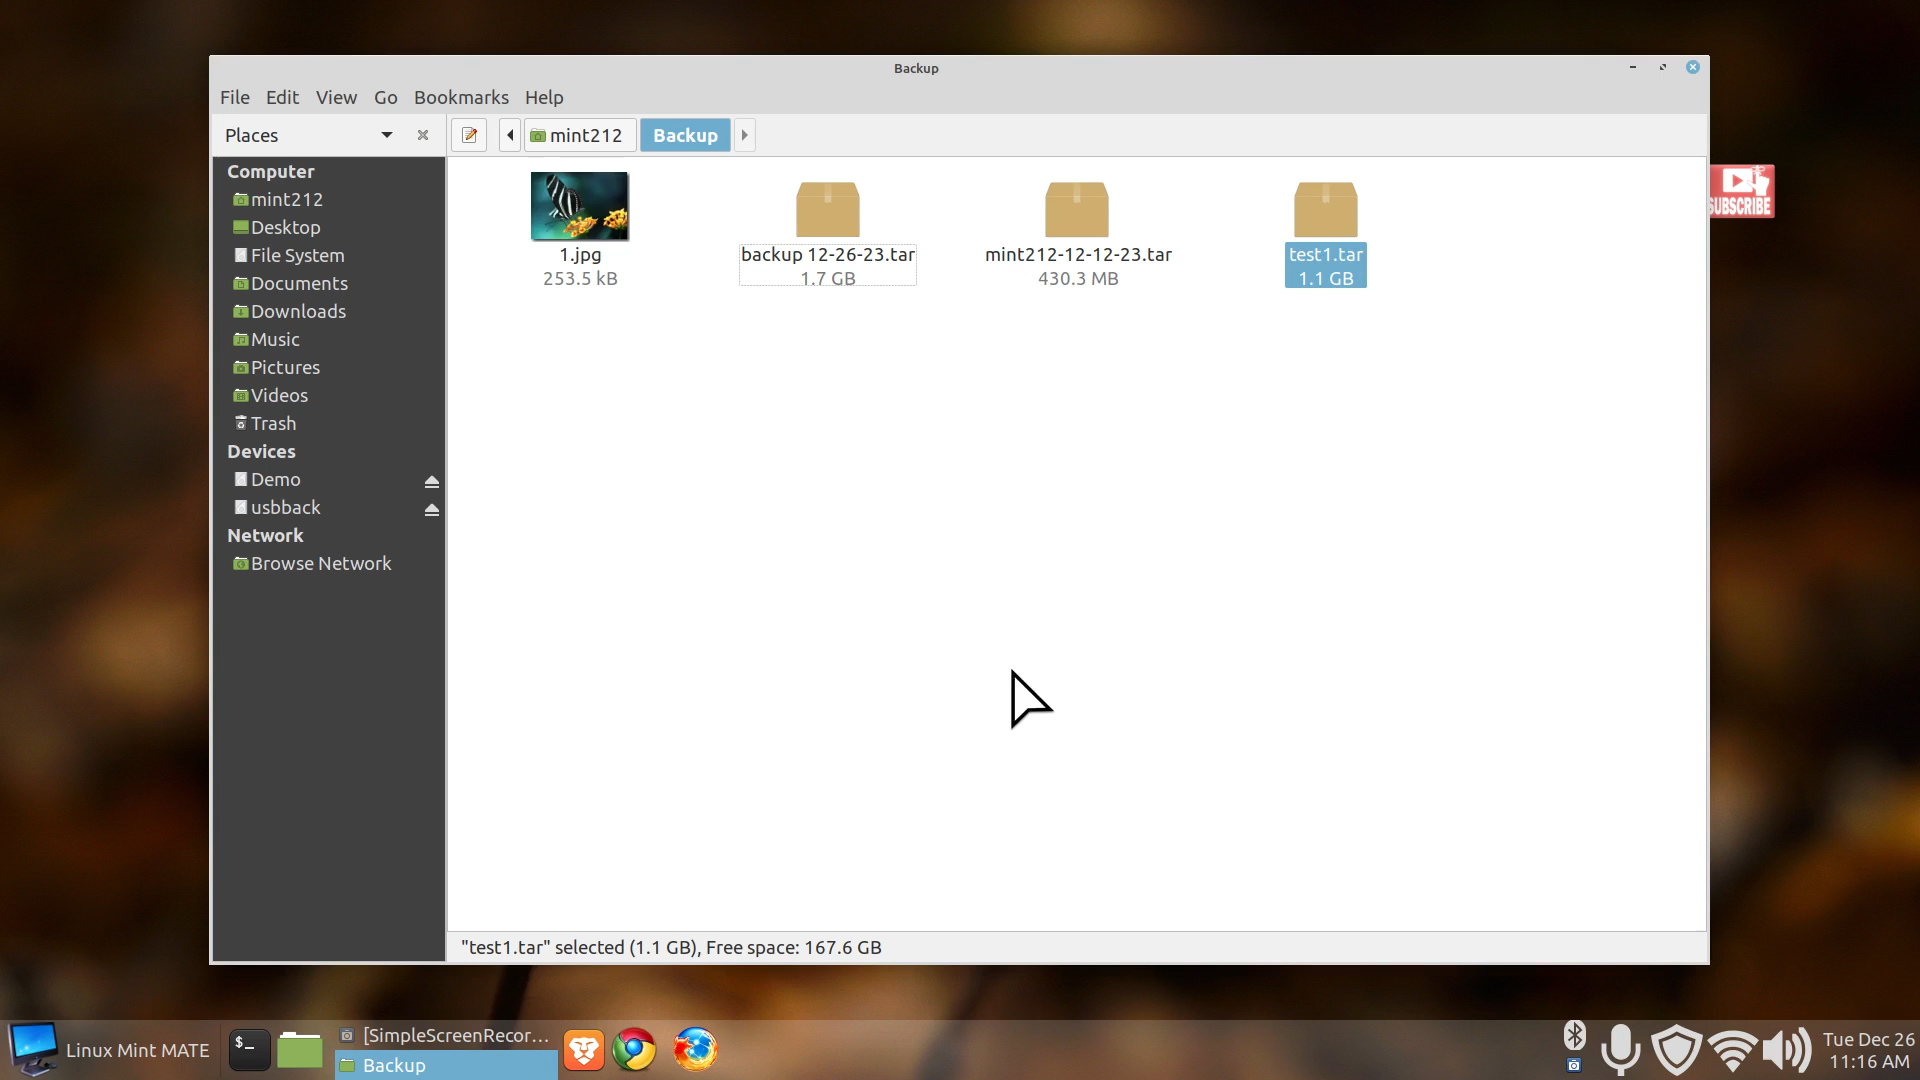 Backup
File Edit View Go Bookmarks Help
Places
mint212
Backup
Computer
mint212
Desktop
File System
Documents
Downloads
Music
Pictures
Videos
Trash
Devices
Demo
usbback
Network
Browse Network
1.jpg
253.5 kB
backup 12-26-23.tar
1.7 GB
mint212-12-12-23.tar
430.3 MB
test1.tar
1.1 GB
SUBSCRIBE
"test1.tar" selected (1.1 GB), Free space: 167.6 GB
Linux Mint MATE
$_
[SimpleScreenRecor...
Backup
Tue Dec 26
11:16 AM